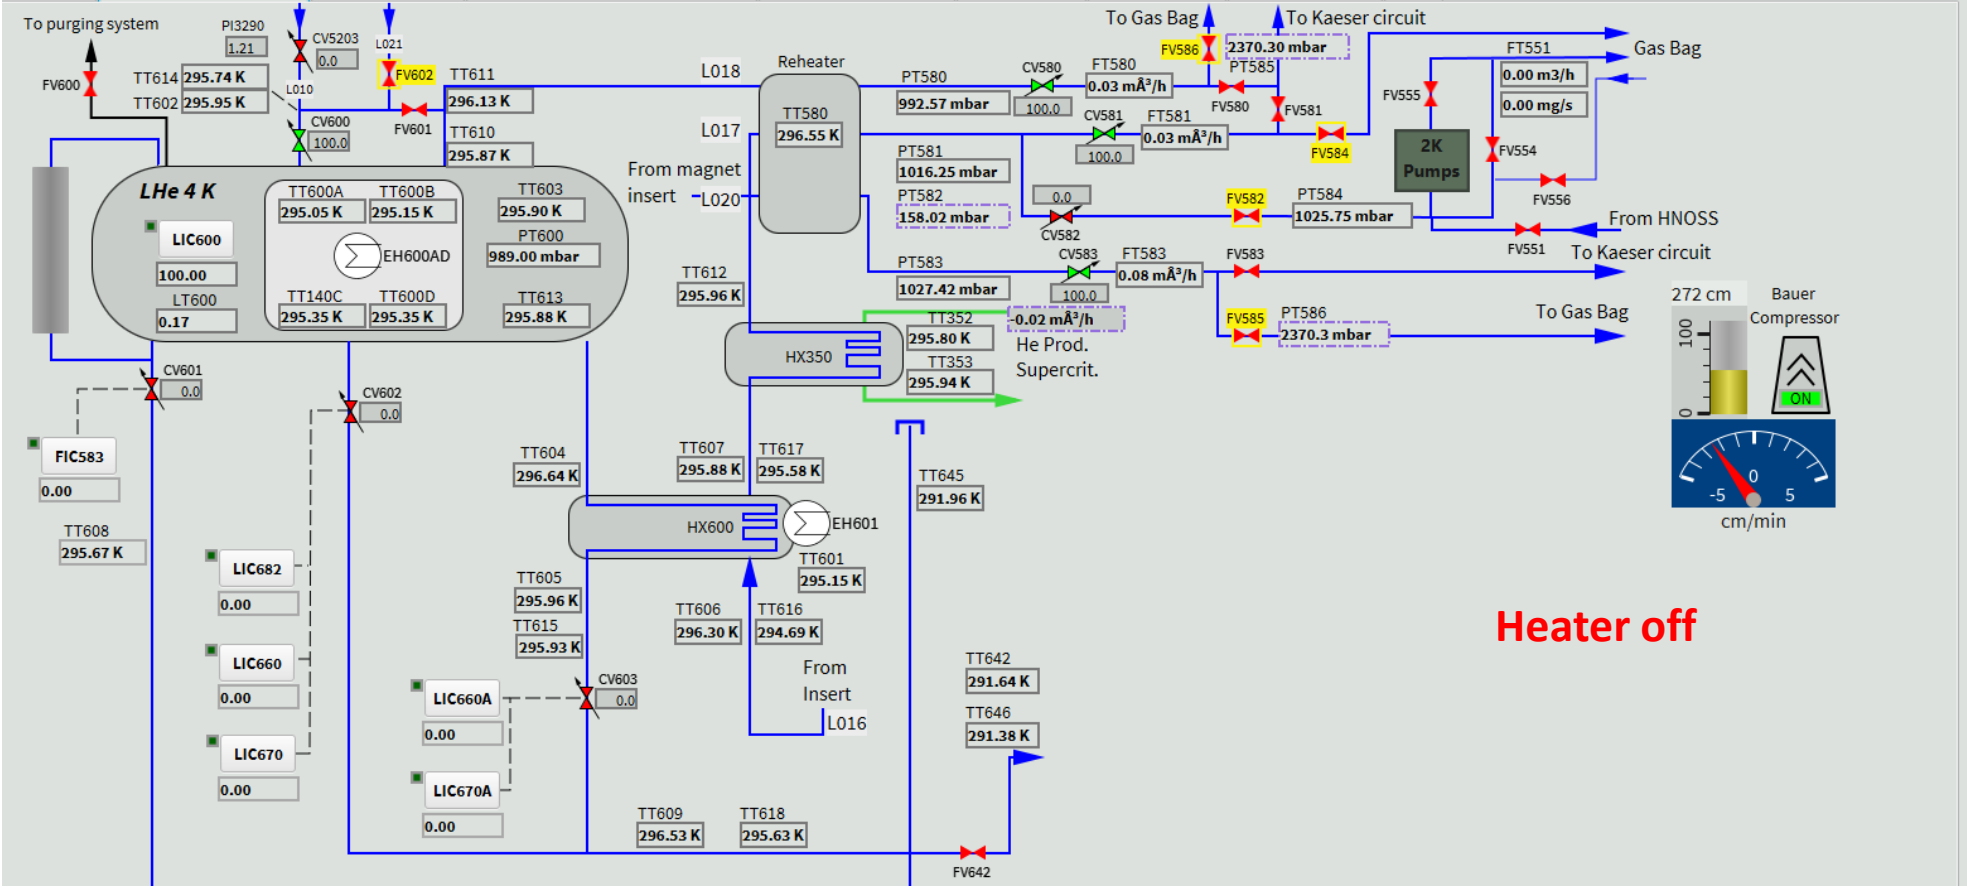 To purging system
PI3290
1.21
CV5203
0.0
L021
FV600
TT614 295.74 K
TT602 295.95 K
L010
FV602
FV601
CV600
100.0
TT611
296.13 K
TT610
295.87 K
L018
L017
From magnet
insert
L020
Reheater
TT580
296.55 K
PT580
992.57 mbar
CV580
100.0
FT580
0.03 mÂ³/h
To Gas Bag
FV586
2370.30 mbar
PT585
To Kaeser circuit
FV580
FV581
CV581
100.0
FT581
0.03 mÂ³/h
FV584
PT581
1016.25 mbar
PT582
158.02 mbar
0.0
CV582
FV582
PT584
1025.75 mbar
PT583
1027.42 mbar
CV583
100.0
FT583
0.08 mÂ³/h
FV583
FV585
PT586
2370.3 mbar
To Gas Bag
To Kaeser circuit
FT551
0.00 m3/h
0.00 mg/s
Gas Bag
FV555
2K
Pumps
FV554
FV556
From HNOSS
FV551
LHe 4 K
LIC600
100.00
LT600
0.17
TT600A
295.05 K
TT600B
295.15 K
EH600AD
TT140C
295.35 K
TT600D
295.35 K
TT603
295.90 K
PT600
989.00 mbar
TT613
295.88 K
TT612
295.96 K
HX350
TT352
295.80 K
TT353
295.94 K
-0.02 mÂ³/h
He Prod.
Supercrit.
272 cm
100
0
Bauer
Compressor
ON
-5
0
5
cm/min
CV601
0.0
CV602
0.0
FIC583
0.00
TT608
295.67 K
LIC682
0.00
LIC660
0.00
LIC670
0.00
TT604
296.64 K
TT607
295.88 K
TT617
295.58 K
HX600
EH601
TT601
295.15 K
TT605
295.96 K
TT615
295.93 K
TT606
296.30 K
TT616
294.69 K
From
Insert
L016
LIC660A
0.00
LIC670A
0.00
CV603
0.0
TT645
291.96 K
TT642
291.64 K
TT646
291.38 K
TT609
296.53 K
TT618
295.63 K
FV642
Heater off